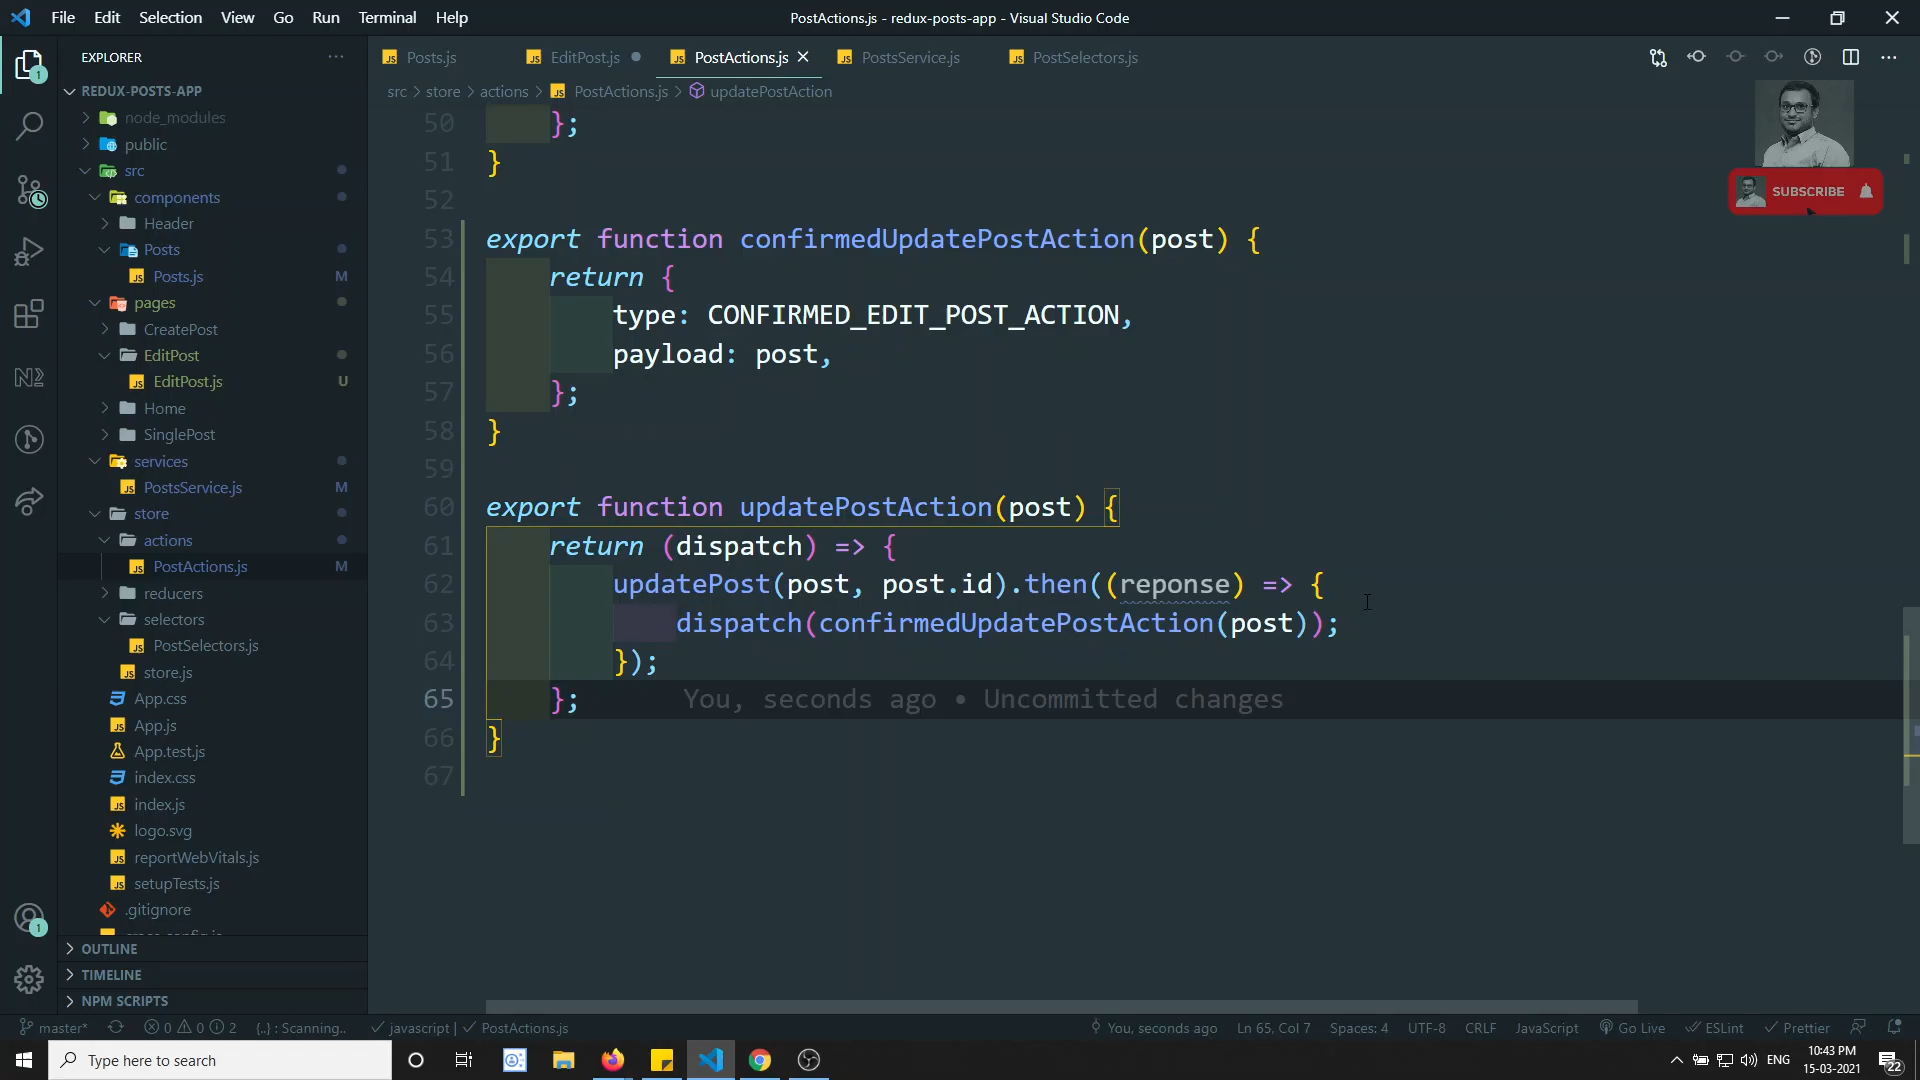 File Edit Selection View Go Run Terminal Help
PostActions.js - redux-posts-app - Visual Studio Code
EXPLORER
Posts.js
EditPost.js
PostActions.js
PostsService.js
PostSelectors.js
src > store > actions > PostActions.js > updatePostAction
REDUX-POSTS-APP
node_modules
public
src
components
Header
Posts
Posts.js M
pages
CreatePost
EditPost
EditPost.js U
Home
SinglePost
services
PostsService.js M
store
actions
PostActions.js M
reducers
selectors
PostSelectors.js
store.js
App.css
App.js
App.test.js
index.css
index.js
logo.svg
reportWebVitals.js
setupTests.js
.gitignore
OUTLINE
TIMELINE
NPM SCRIPTS
50 };
51 }
52
53 export function confirmedUpdatePostAction(post) {
54 return {
55 type: CONFIRMED_EDIT_POST_ACTION,
56 payload: post,
57 };
58 }
59
60 export function updatePostAction(post) {
61 return (dispatch) => {
62 updatePost(post, post.id).then((reponse) => {
63 dispatch(confirmedUpdatePostAction(post));
64 });
65 }; You, seconds ago • Uncommitted changes
66 }
67
SUBSCRIBE
1
1
master* 0 0 2 {..} : Scanning.. javascript | PostActions.js
You, seconds ago Ln 65, Col 7 Spaces: 4 UTF-8 CRLF JavaScript Go Live ESLint Prettier
Type here to search
ENG
10:43 PM
15-03-2021
22